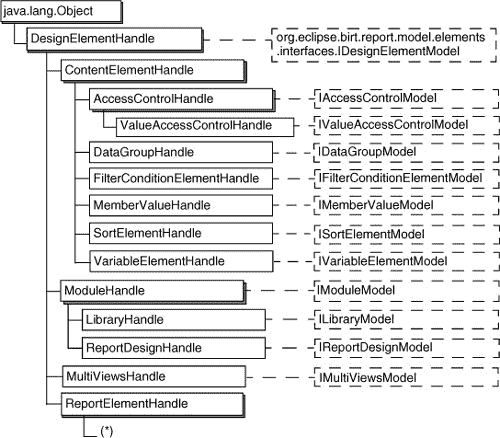 java.lang.Object
DesignElementHandle
org.eclipse.birt.report.model.elements
.interfaces.IDesignElementModel
ContentElementHandle
AccessControlHandle
IAccessControlModel
ValueAccessControlHandle
IValueAccessControlModel
DataGroupHandle
IDataGroupModel
FilterConditionElementHandle
IFilterConditionElementModel
MemberValueHandle
IMemberValueModel
SortElementHandle
ISortElementModel
VariableElementHandle
IVariableElementModel
ModuleHandle
IModuleModel
LibraryHandle
ILibraryModel
ReportDesignHandle
IReportDesignModel
MultiViewsHandle
IMultiViewsModel
ReportElementHandle
(*)